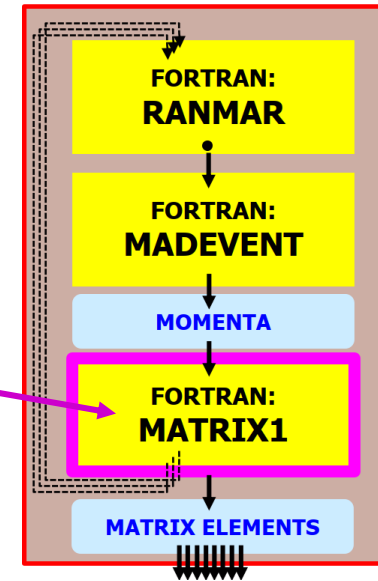 FORTRAN:
RANMAR
FORTRAN:
MADEVENT
MOMENTA
FORTRAN:
MATRIX1
MATRIX ELEMENTS